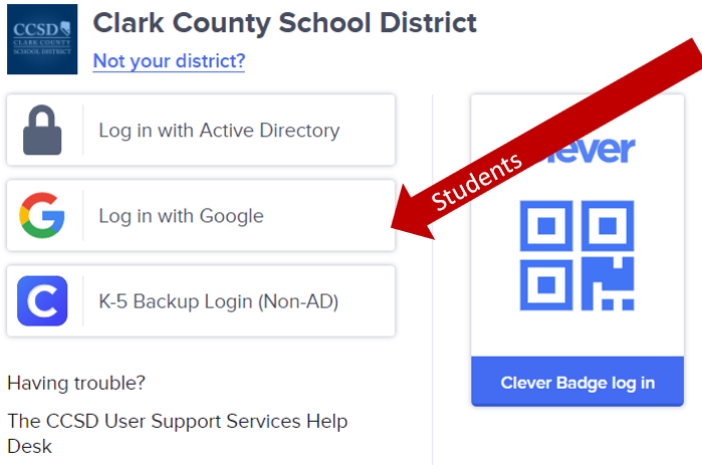 CCSD
CLARK COUNTY
SCHOOL DISTRICT
Clark County School District
Not your district?
Log in with Active Directory
Log in with Google
K-5 Backup Login (Non-AD)
Having trouble?
The CCSD User Support Services Help
Desk
Students
Clever Badge log in